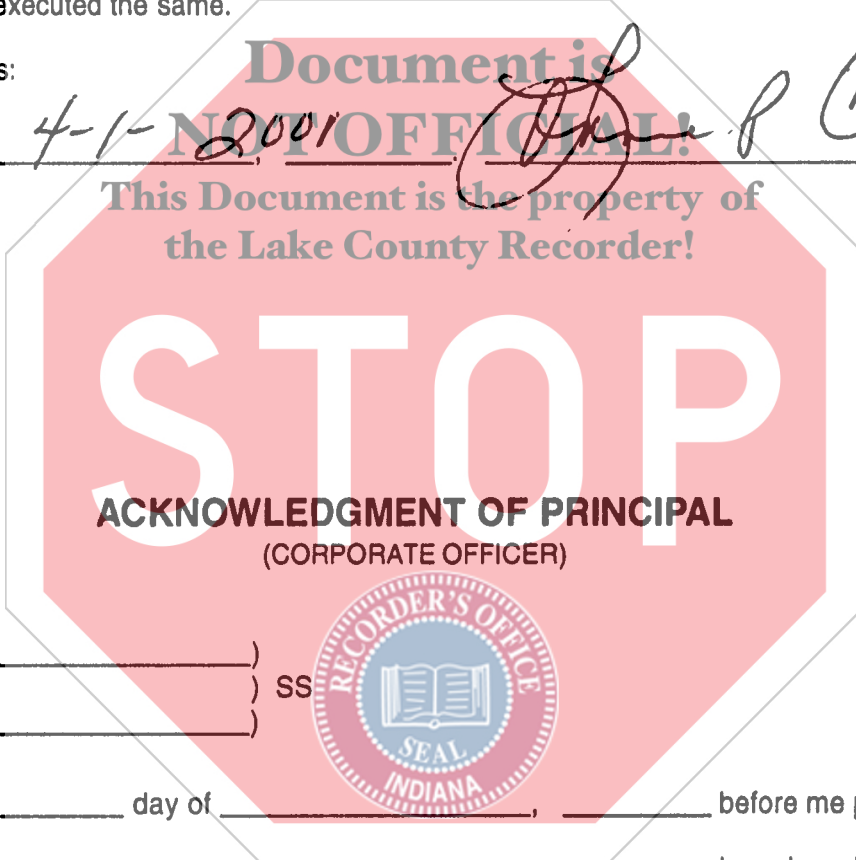 executed the same.
Document is
s:
4-1- 2001
NOT OFFICIAL!
This Document is the property of
the Lake County Recorder!
STOP
ACKNOWLEDGMENT OF PRINCIPAL
(CORPORATE OFFICER)
)
) SS
)
RECORDER'S OFFICE
SEAL
INDIANA
day of , before me